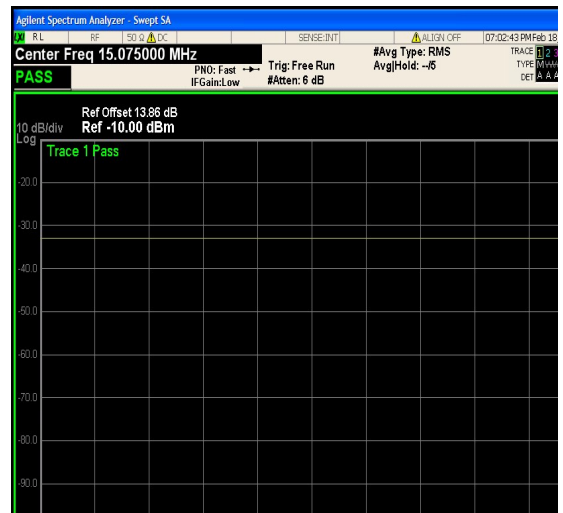 Agilent Spectrum Analyzer - Swept SA
RL RF 50 Ω DC SENSE:INT ALIGN OFF 07:02:43 PM Feb 18
Center Freq 15.075000 MHz
PASS
PNO: Fast
IFGain:Low
Trig: Free Run
#Atten: 6 dB
#Avg Type: RMS
Avg|Hold: --/5
TRACE 1 2 3
TYPE M
DET A A A
Ref Offset 13.86 dB
10 dB/div Ref -10.00 dBm
Log
Trace 1 Pass
-20.0
-30.0
-40.0
-50.0
-60.0
-70.0
-80.0
-90.0